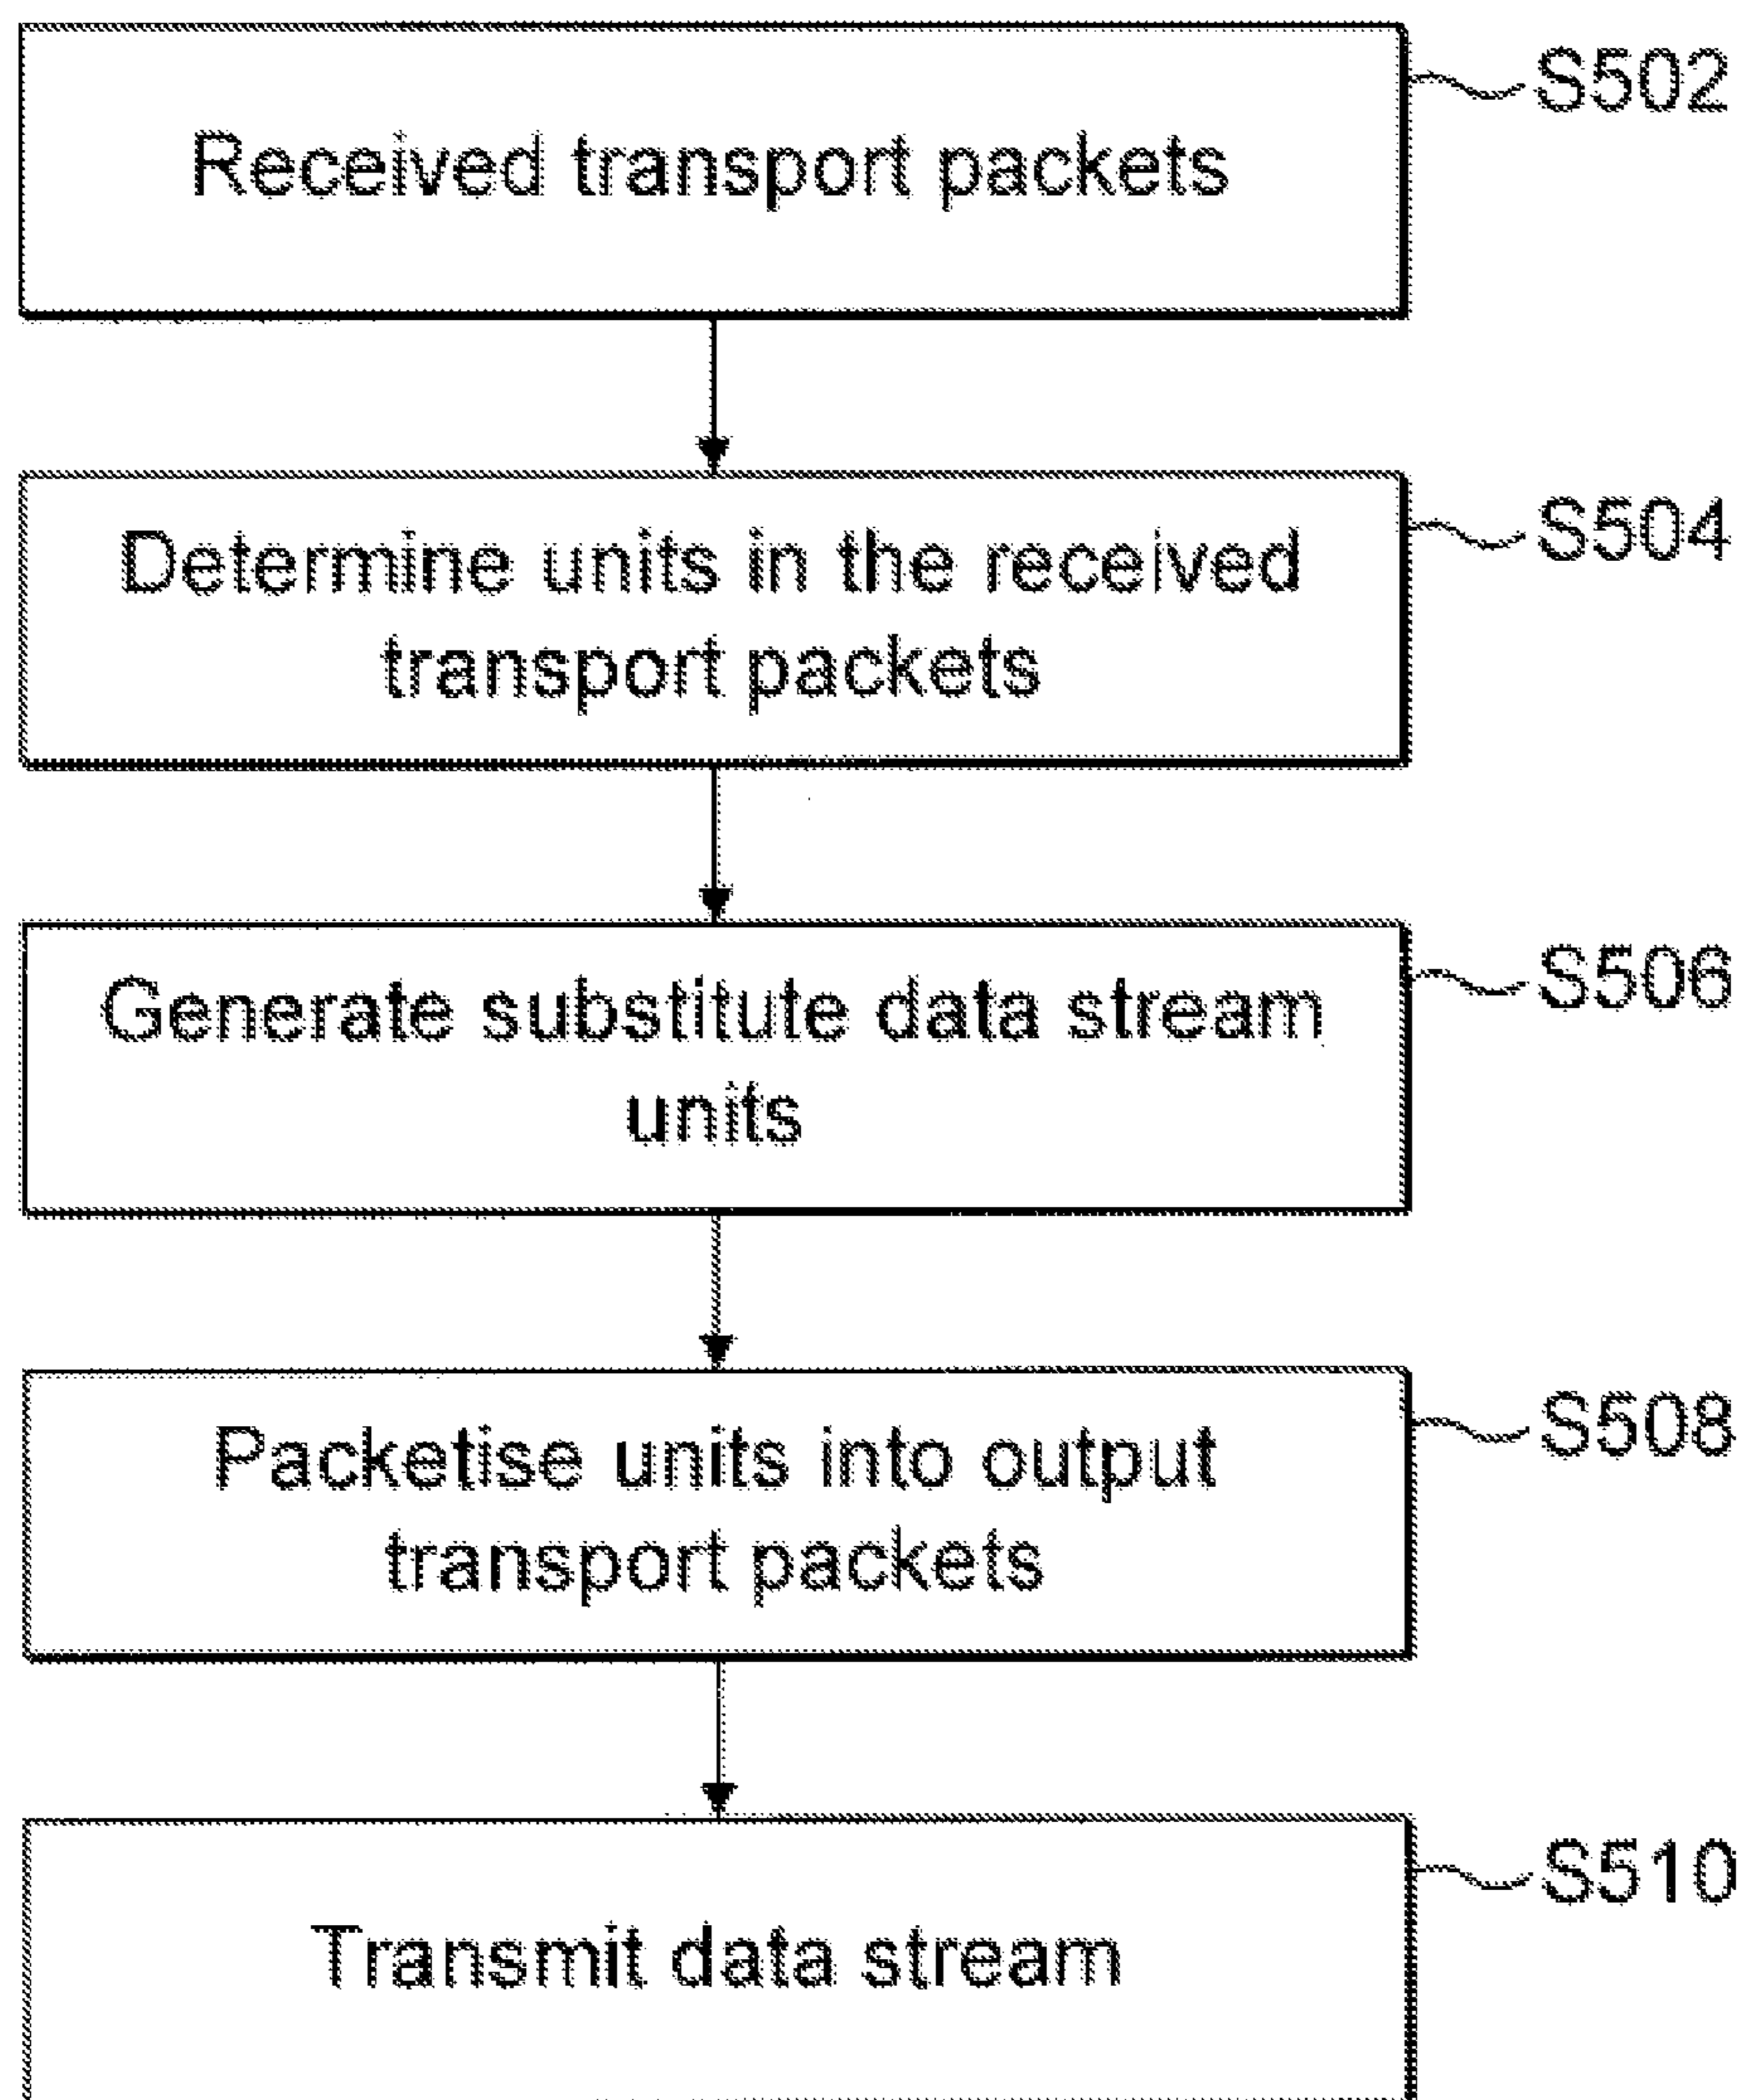 Received transport packets
S502
Determine units in the received
transport packets
S504
Generate substitute data stream
units
S506
Packetise units into output
transport packets
S508
Transmit data stream
S510